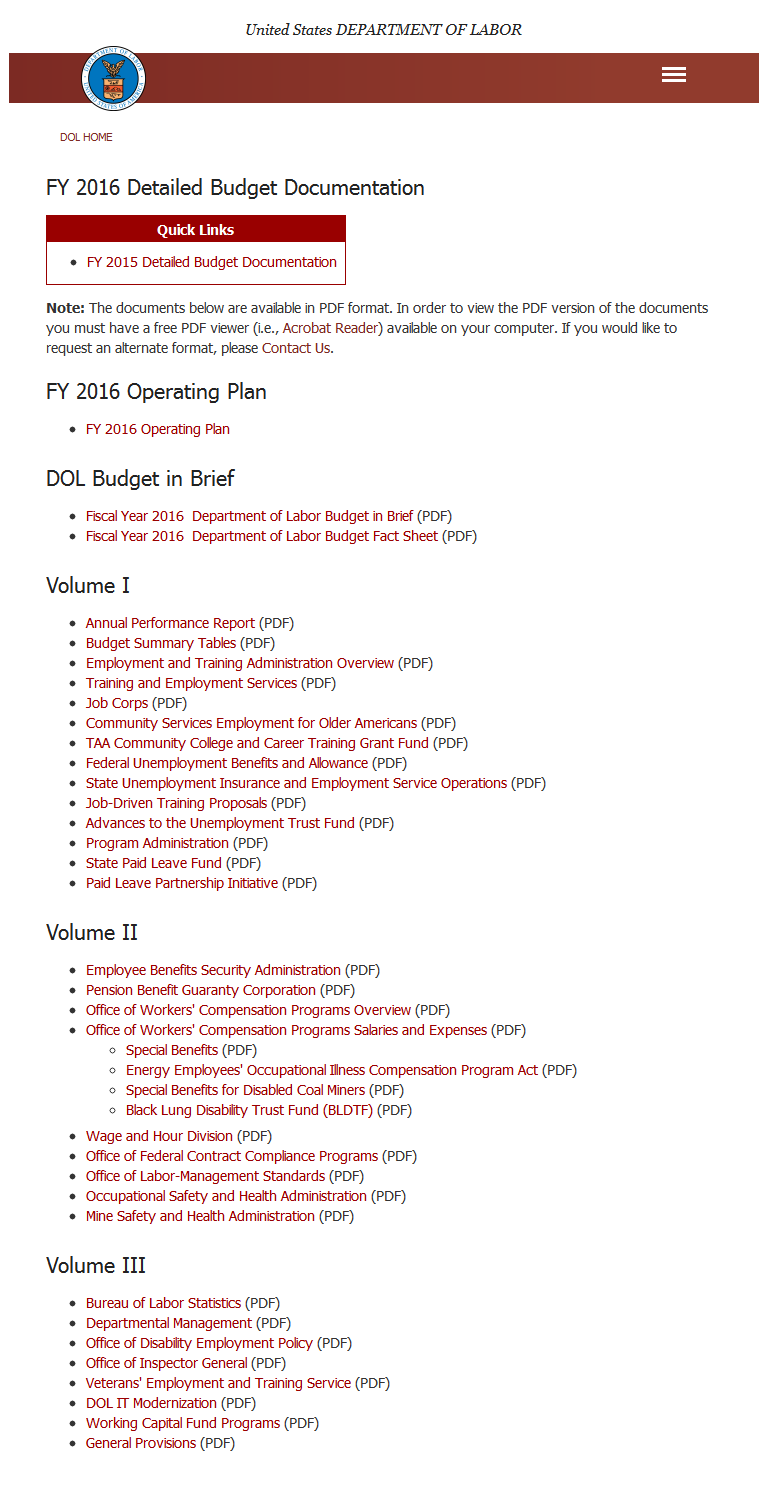 United States DEPARTMENT OF LABOR
DEPARTMENT OF LABOR
UNITED STATES OF AMERICA
DOL HOME
FY 2016 Detailed Budget Documentation
Quick Links
FY 2015 Detailed Budget Documentation
Note: The documents below are available in PDF format. In order to view the PDF version of the documents
you must have a free PDF viewer (i.e., Acrobat Reader) available on your computer. If you would like to
request an alternate format, please Contact Us.
FY 2016 Operating Plan
FY 2016 Operating Plan
DOL Budget in Brief
Fiscal Year 2016  Department of Labor Budget in Brief (PDF)
Fiscal Year 2016  Department of Labor Budget Fact Sheet (PDF)
Volume I
Annual Performance Report (PDF)
Budget Summary Tables (PDF)
Employment and Training Administration Overview (PDF)
Training and Employment Services (PDF)
Job Corps (PDF)
Community Services Employment for Older Americans (PDF)
TAA Community College and Career Training Grant Fund (PDF)
Federal Unemployment Benefits and Allowance (PDF)
State Unemployment Insurance and Employment Service Operations (PDF)
Job-Driven Training Proposals (PDF)
Advances to the Unemployment Trust Fund (PDF)
Program Administration (PDF)
State Paid Leave Fund (PDF)
Paid Leave Partnership Initiative (PDF)
Volume II
Employee Benefits Security Administration (PDF)
Pension Benefit Guaranty Corporation (PDF)
Office of Workers' Compensation Programs Overview (PDF)
Office of Workers' Compensation Programs Salaries and Expenses (PDF)
Special Benefits (PDF)
Energy Employees' Occupational Illness Compensation Program Act (PDF)
Special Benefits for Disabled Coal Miners (PDF)
Black Lung Disability Trust Fund (BLDTF) (PDF)
Wage and Hour Division (PDF)
Office of Federal Contract Compliance Programs (PDF)
Office of Labor-Management Standards (PDF)
Occupational Safety and Health Administration (PDF)
Mine Safety and Health Administration (PDF)
Volume III
Bureau of Labor Statistics (PDF)
Departmental Management (PDF)
Office of Disability Employment Policy (PDF)
Office of Inspector General (PDF)
Veterans' Employment and Training Service (PDF)
DOL IT Modernization (PDF)
Working Capital Fund Programs (PDF)
General Provisions (PDF)